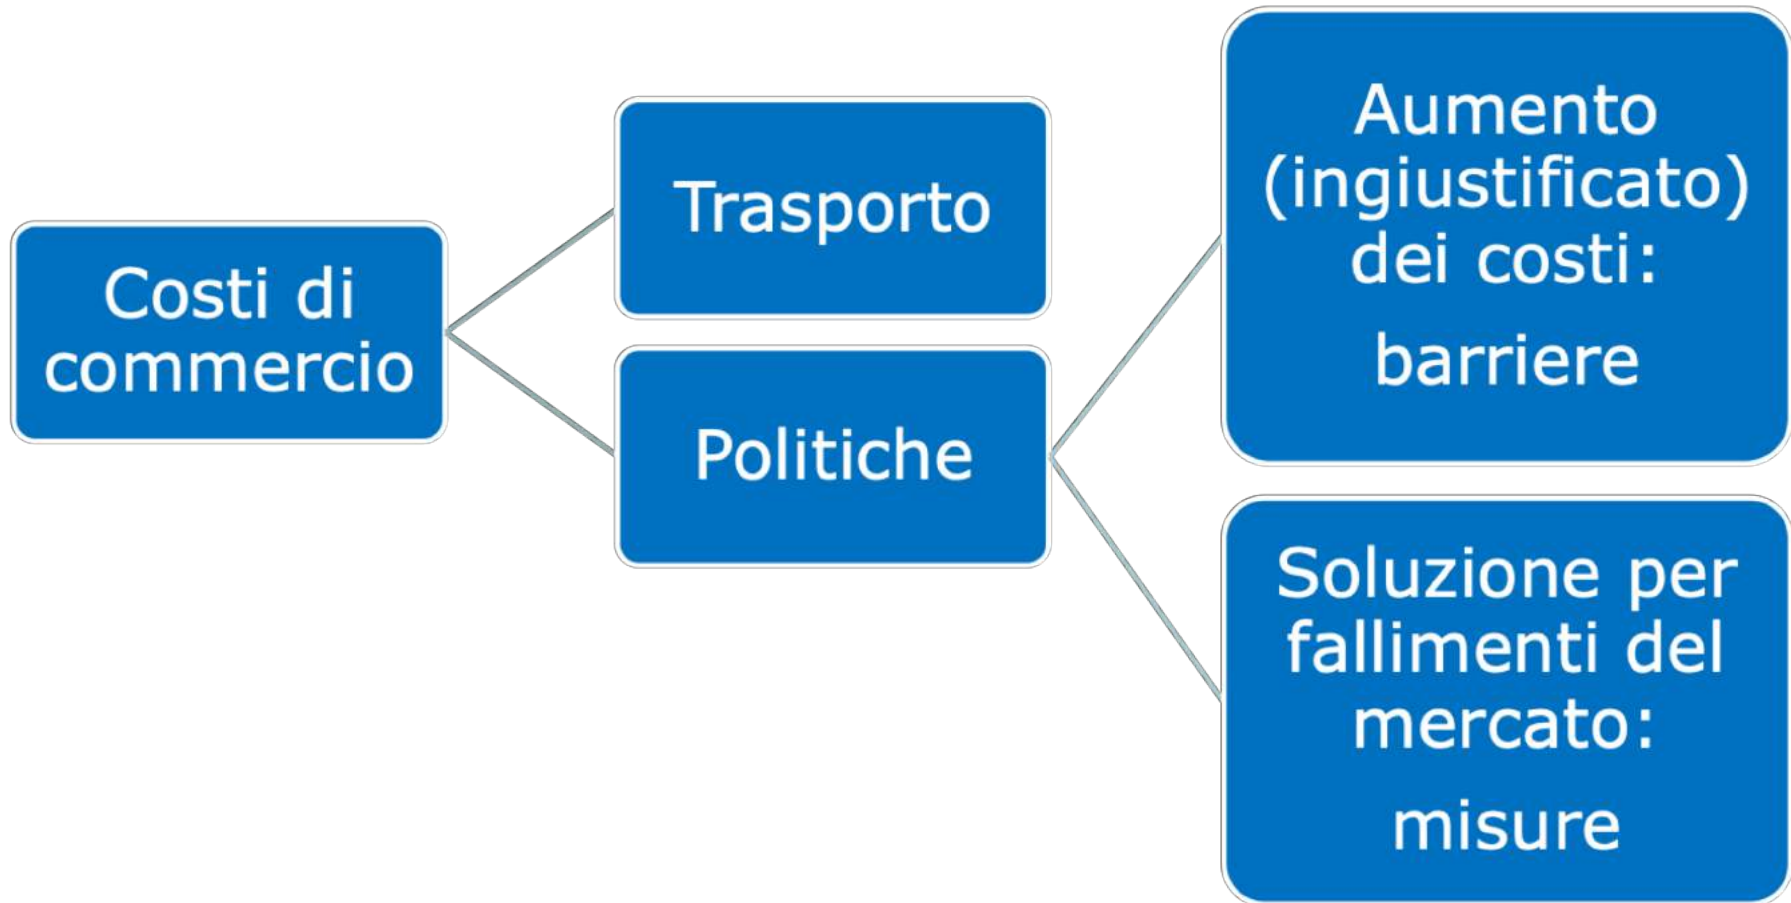 Costi di
commercio
Trasporto
Politiche
Aumento
(ingiustificato)
dei costi:
barriere
Soluzione per
fallimenti del
mercato:
misure